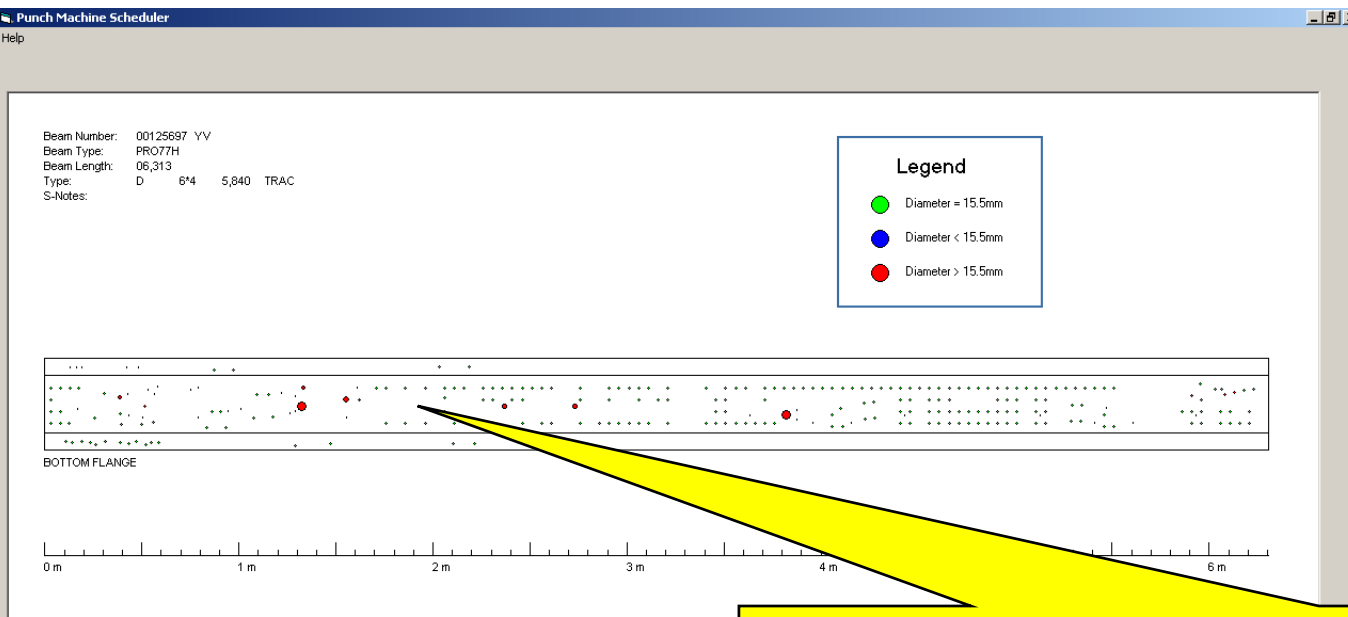 Punch Machine Scheduler
Help
Beam Number: 00125697 YV
Beam Type: PRO77H
Beam Length: 06,313
Type: D 6*4 5,840 TRAC
S-Notes:
Legend
Diameter = 15.5mm
Diameter < 15.5mm
Diameter > 15.5mm
BOTTOM FLANGE
0 m 1 m 2 m 3 m 4 m 6 m